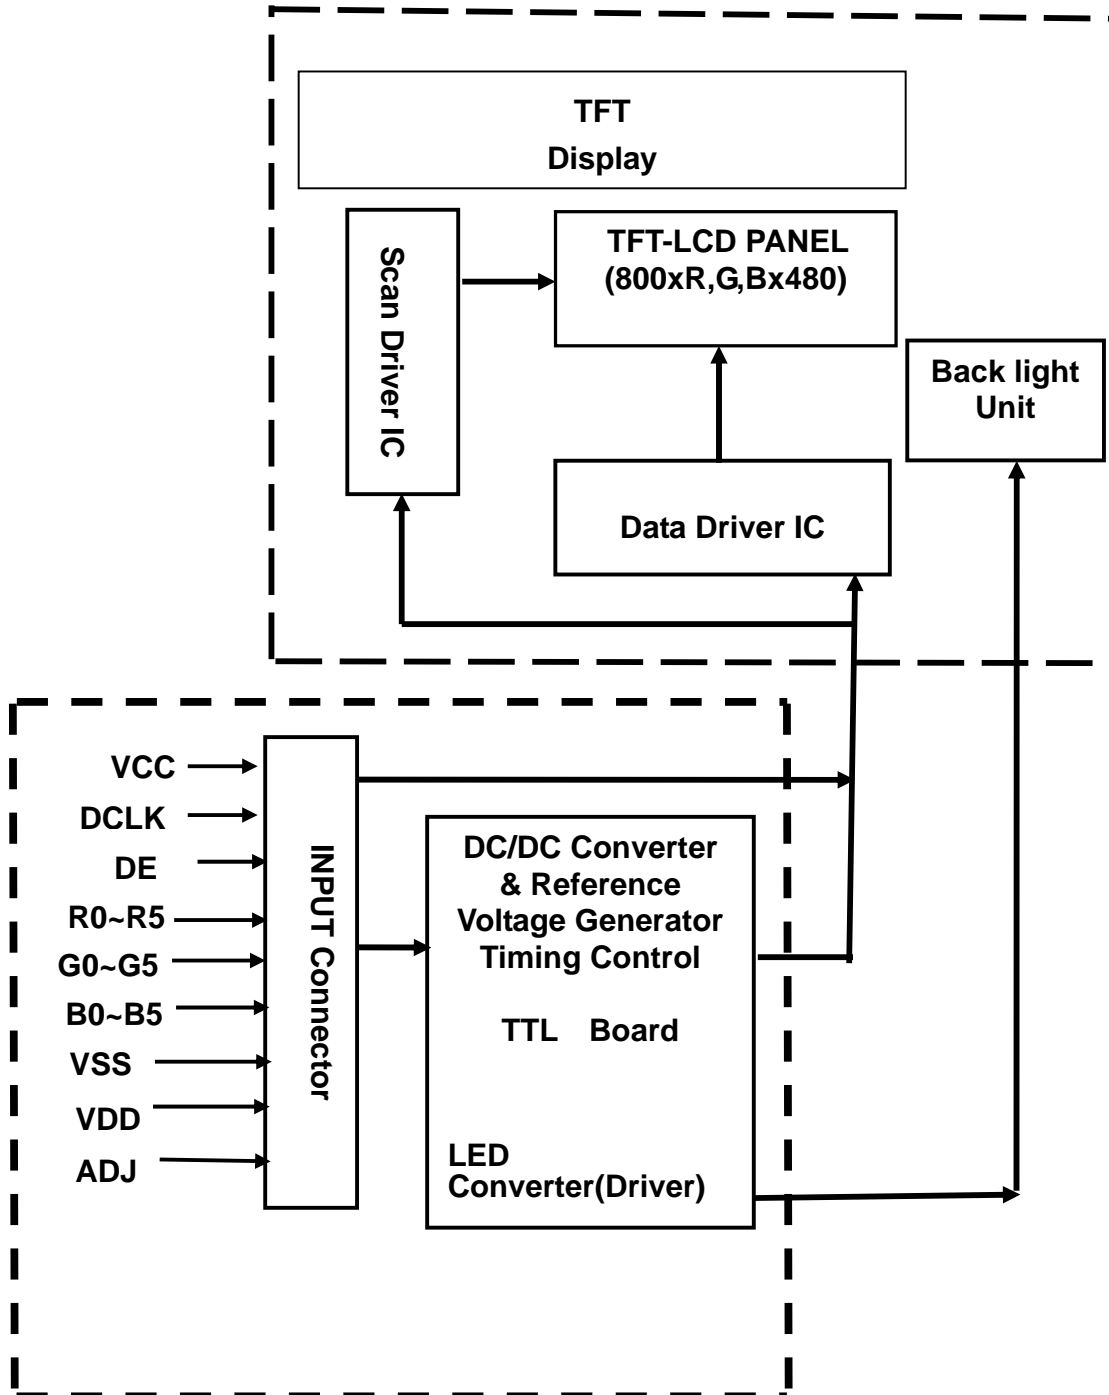 TFT
Display
Scan Driver IC
TFT-LCD PANEL
(800xR,G,Bx480)
Back light
Unit
Data Driver IC
VCC
DCLK
DE
R0~R5
G0~G5
B0~B5
VSS
VDD
ADJ
INPUT Connector
DC/DC Converter
& Reference
Voltage Generator
Timing Control
TTL Board
LED
Converter(Driver)